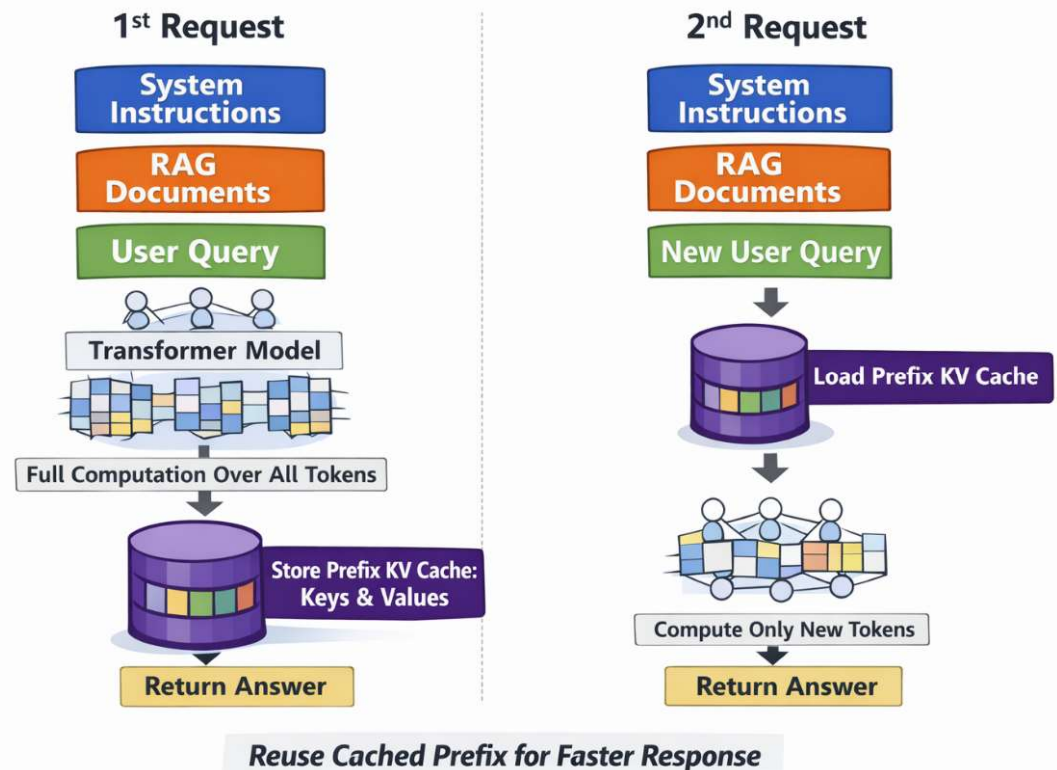 1st Request
System
Instructions
RAG
Documents
User Query
Transformer Model
Full Computation Over All Tokens
Store Prefix KV Cache:
Keys & Values
Return Answer
2nd Request
System
Instructions
RAG
Documents
New User Query
Load Prefix KV Cache
Compute Only New Tokens
Return Answer
Reuse Cached Prefix for Faster Response